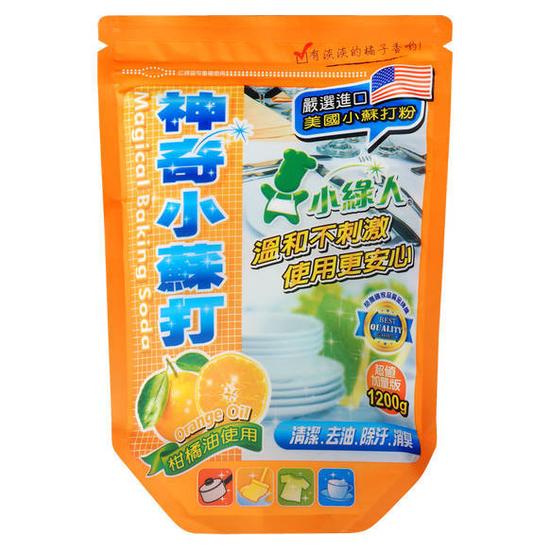 有淡淡的橘子香喲!
嚴選進口
美國小蘇打粉
神奇小蘇打
Magical Baking Soda
小綠人
溫和不刺激
使用更安心
BEST
QUALITY
超值
加量版
1200g
Orange Oil
柑橘油使用
清潔.去油.除汙.消臭